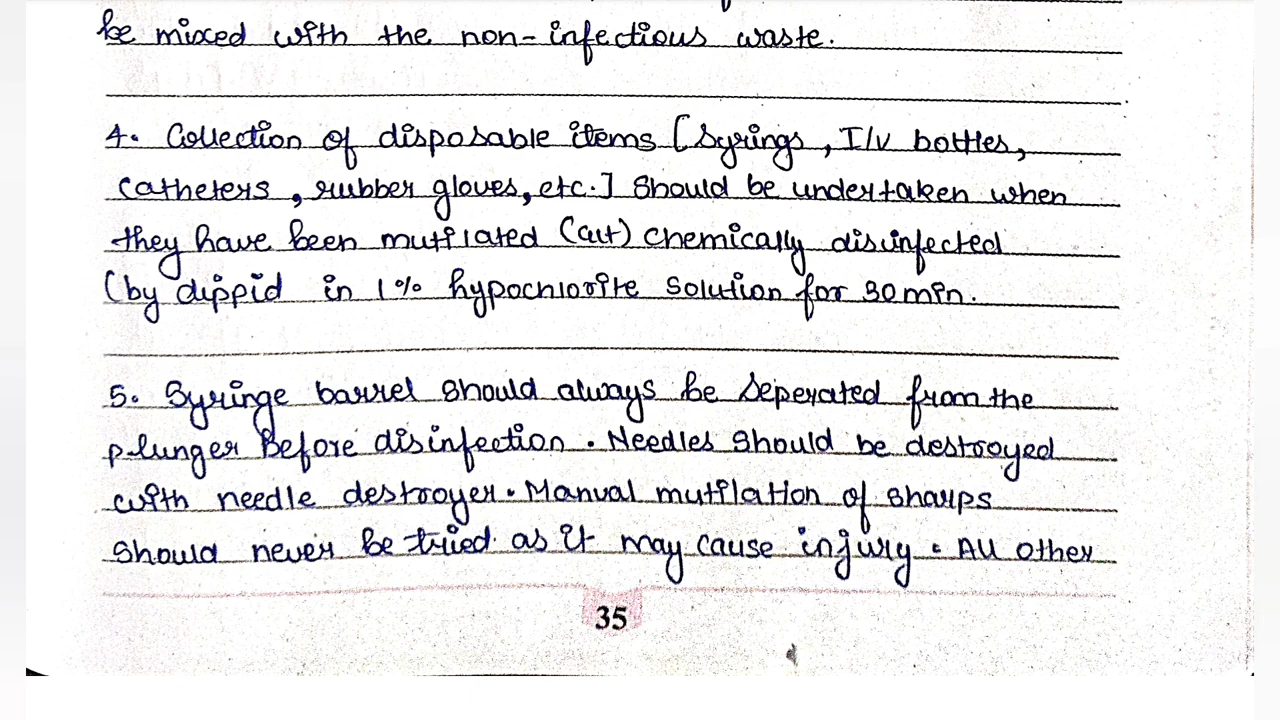 be mixed with the non-infectious waste.
4. Collection of disposable items [Syrings, I/V bottles,
catheters, rubber gloves, etc.] should be undertaken when
they have been mutilated (cut) chemically disinfected
(by dippid in 1% hypochlorite solution for 30 min.
5. Syringe barrel should always be seperated from the
plunger Before disinfection. Needles should be destroyed
with needle destroyer. Manual mutilation of sharps
should never be tried as it may cause injury. All other
35